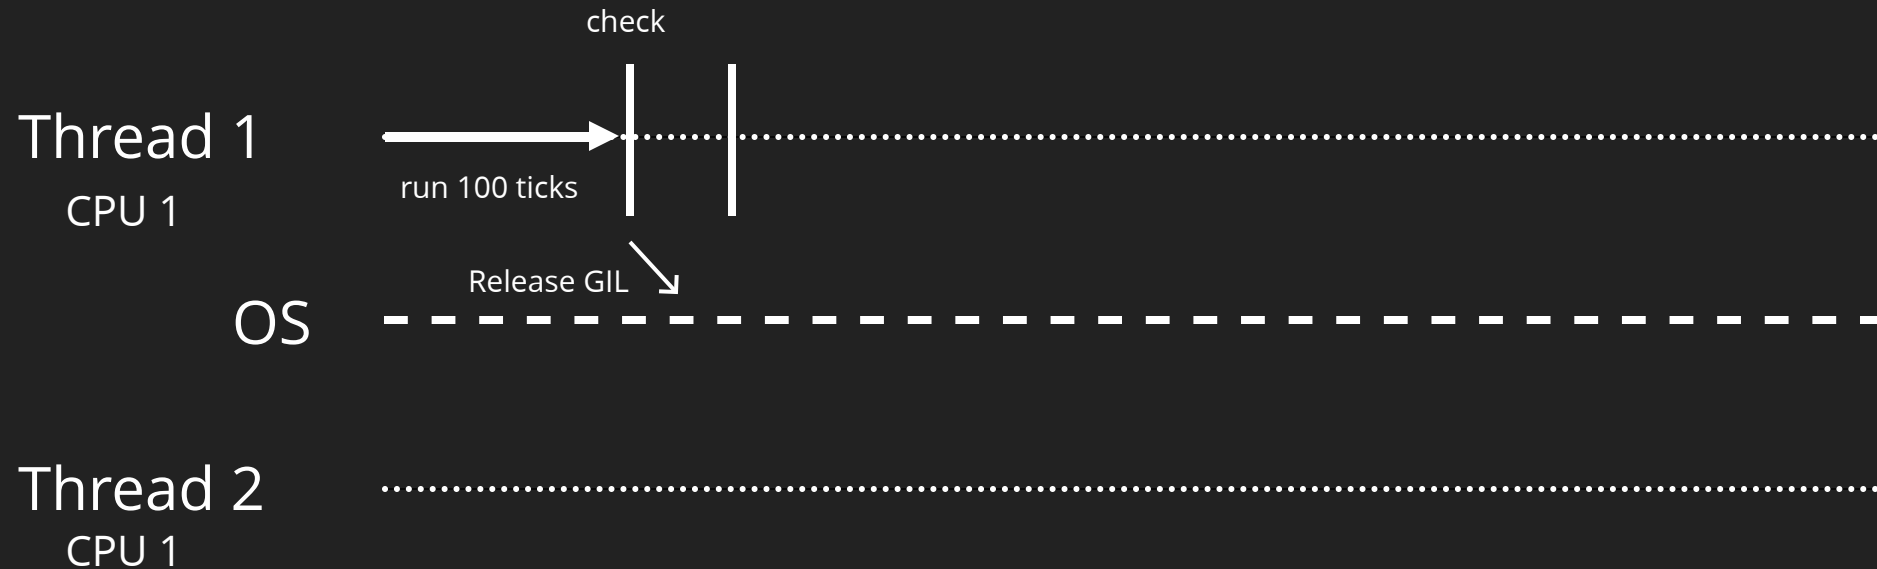 check
Thread 1
run 100 ticks
CPU 1
Release GIL
OS
Thread 2
CPU 1